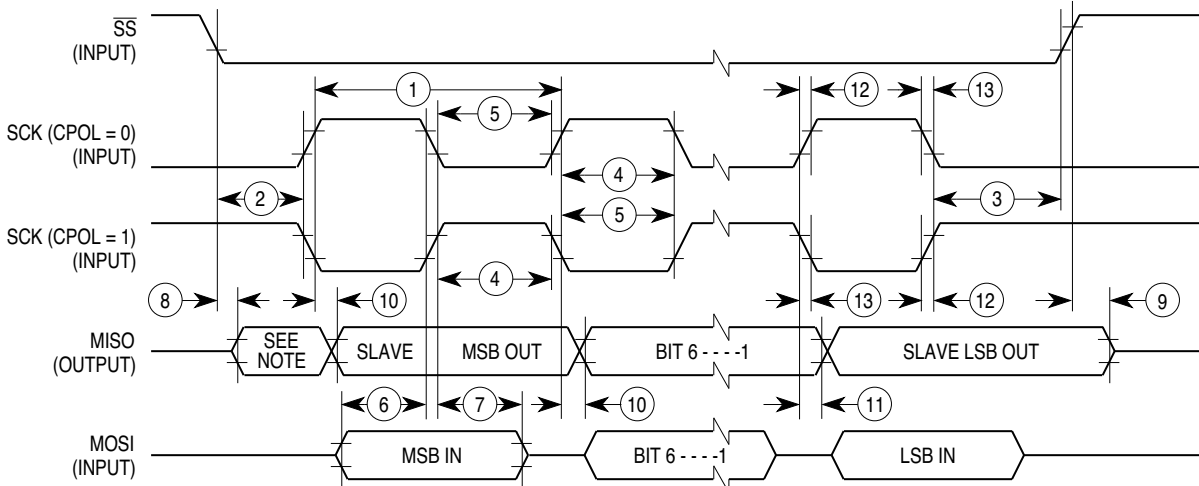 SS
(INPUT)
1
12
13
5
SCK (CPOL = 0)
(INPUT)
4
2
3
5
SCK (CPOL = 1)
(INPUT)
4
8
10
13
12
9
MISO
(OUTPUT)
SEE
NOTE
SLAVE
MSB OUT
BIT 6 - - - -1
SLAVE LSB OUT
6
7
10
11
MOSI
(INPUT)
MSB IN
BIT 6 - - - -1
LSB IN